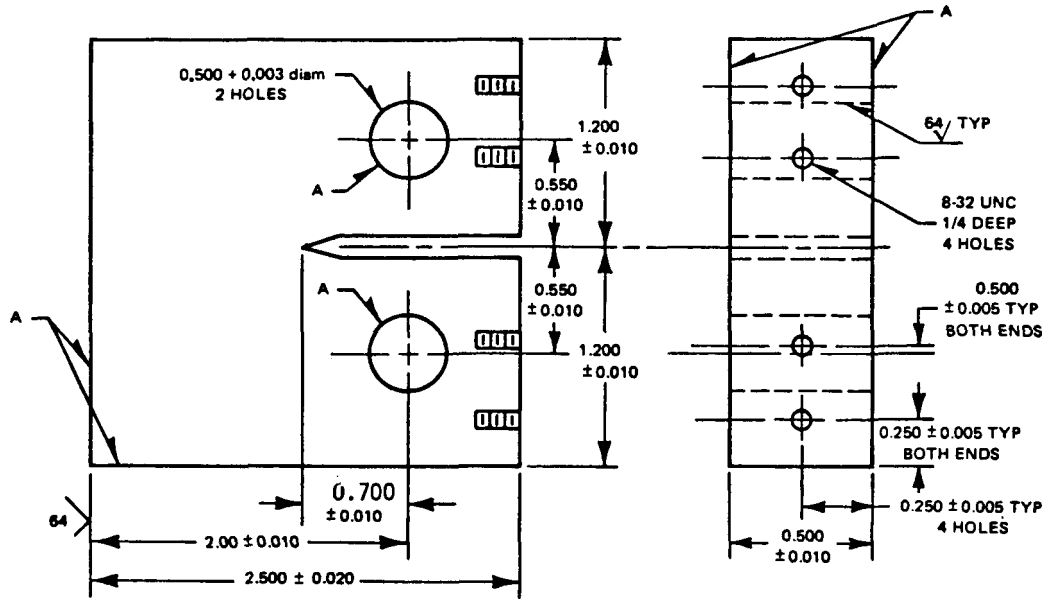 A
0.500 + 0.003 diam
2 HOLES
A
1.200
± 0.010
0.550
± 0.010
64 TYP
8-32 UNC
1/4 DEEP
4 HOLES
A
A
0.550
± 0.010
1.200
± 0.010
0.500
± 0.005 TYP
BOTH ENDS
0.250 ± 0.005 TYP
BOTH ENDS
0.700
± 0.010
64
2.00 ± 0.010
2.500 ± 0.020
0.500
± 0.010
0.250 ± 0.005 TYP
4 HOLES